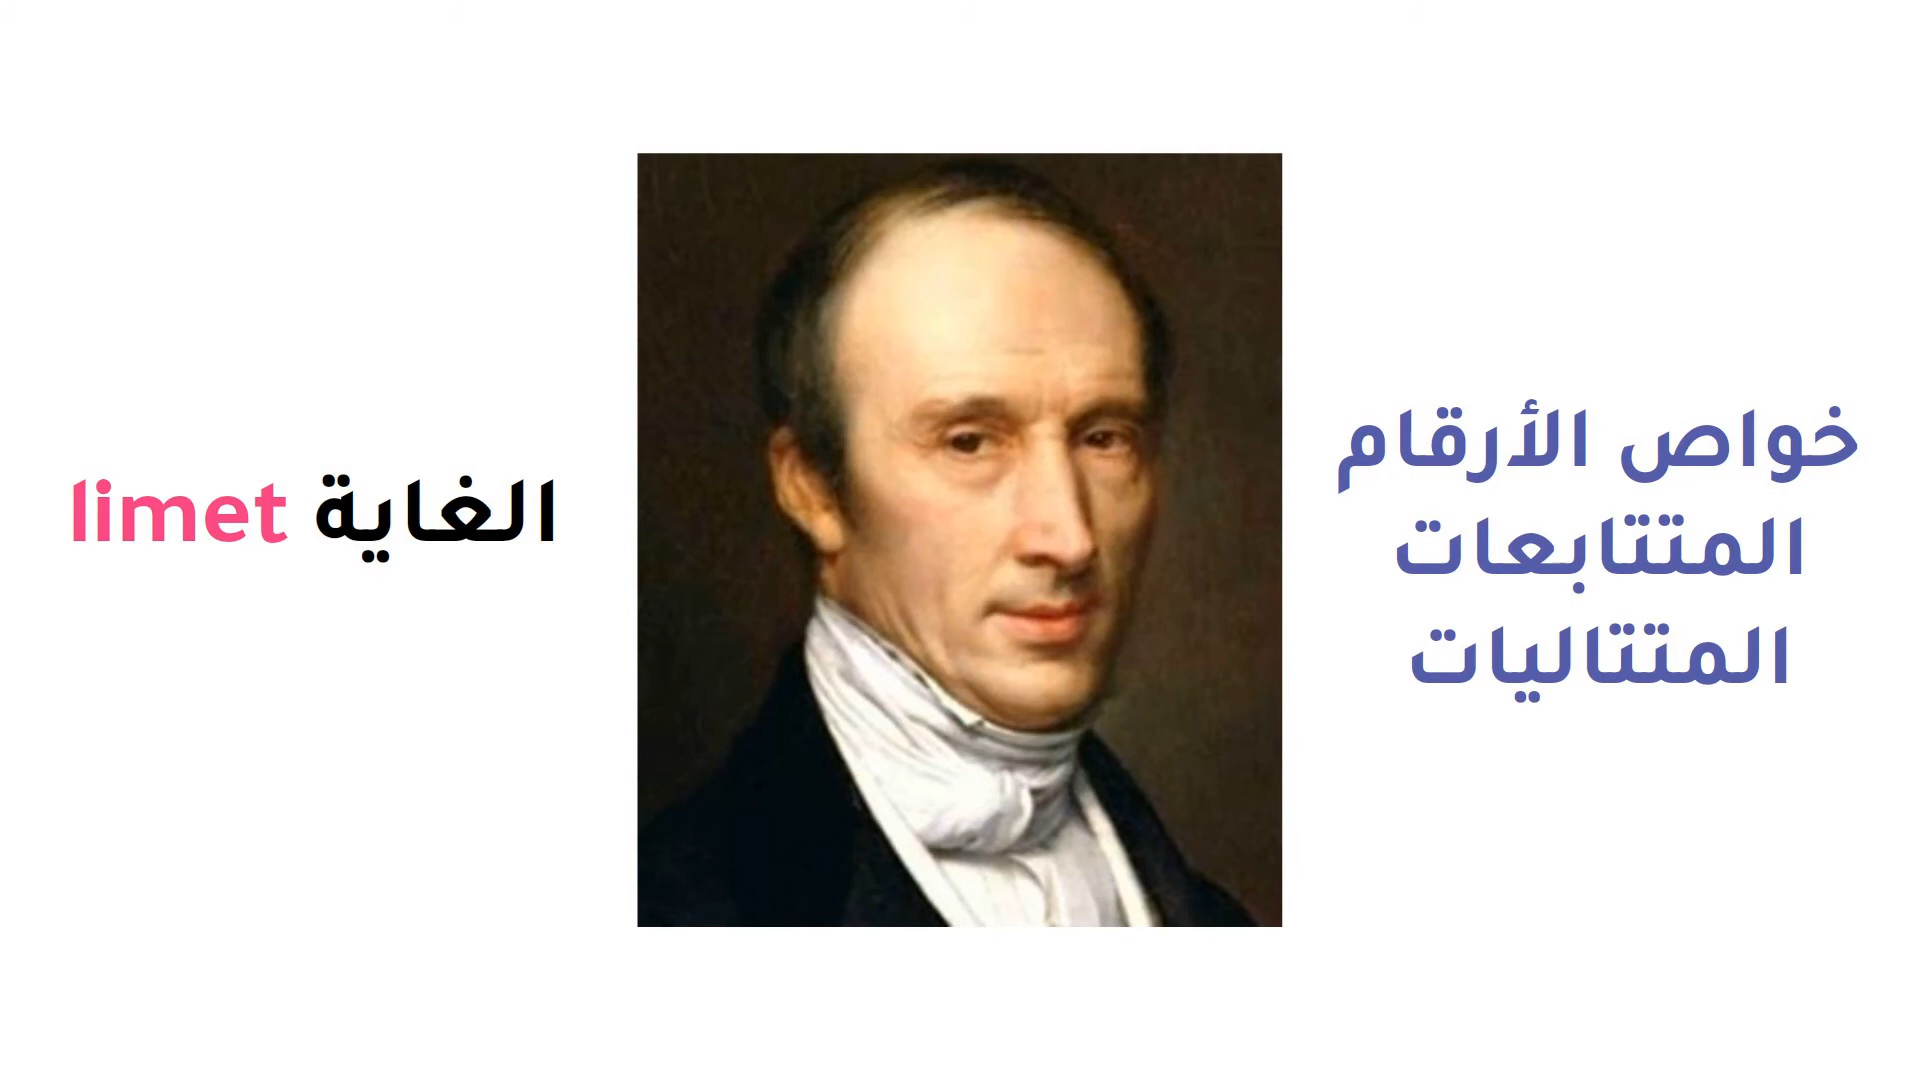 خواص الأرقام
المتتابعات
المتتاليات
الغاية limet